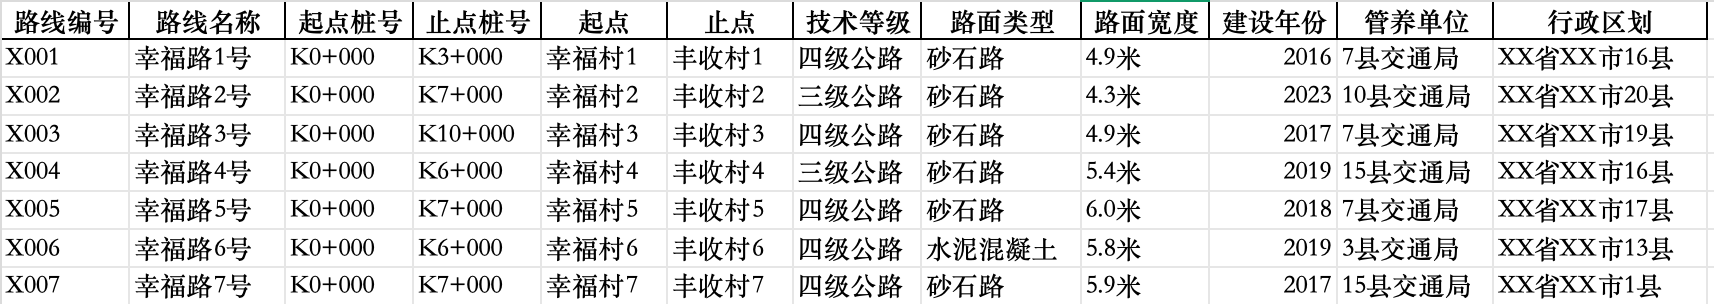 路线编号 路线名称 起点桩号 止点桩号 起点 止点 技术等级 路面类型 路面宽度 建设年份 管养单位 行政区划
X001 幸福路1号 K0+000 K3+000 幸福村1 丰收村1 四级公路 砂石路 4.9米 2016 7县交通局 XX省XX市16县
X002 幸福路2号 K0+000 K7+000 幸福村2 丰收村2 三级公路 砂石路 4.3米 2023 10县交通局 XX省XX市20县
X003 幸福路3号 K0+000 K10+000 幸福村3 丰收村3 四级公路 砂石路 4.9米 2017 7县交通局 XX省XX市19县
X004 幸福路4号 K0+000 K6+000 幸福村4 丰收村4 三级公路 砂石路 5.4米 2019 15县交通局 XX省XX市16县
X005 幸福路5号 K0+000 K7+000 幸福村5 丰收村5 四级公路 砂石路 6.0米 2018 7县交通局 XX省XX市17县
X006 幸福路6号 K0+000 K6+000 幸福村6 丰收村6 四级公路 水泥混凝土 5.8米 2019 3县交通局 XX省XX市13县
X007 幸福路7号 K0+000 K7+000 幸福村7 丰收村7 四级公路 砂石路 5.9米 2017 15县交通局 XX省XX市1县